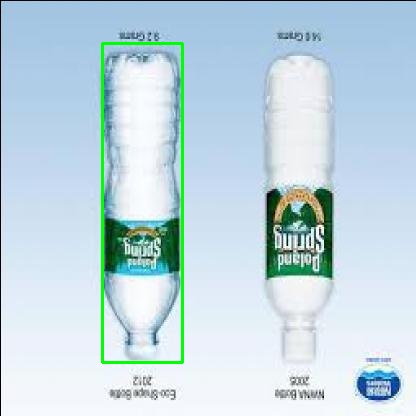 NWNA Bottle
2005
Eco-Shape Bottle
2012
Poland
Spring
Poland
Spring
14.6 Grams
9.2 Grams